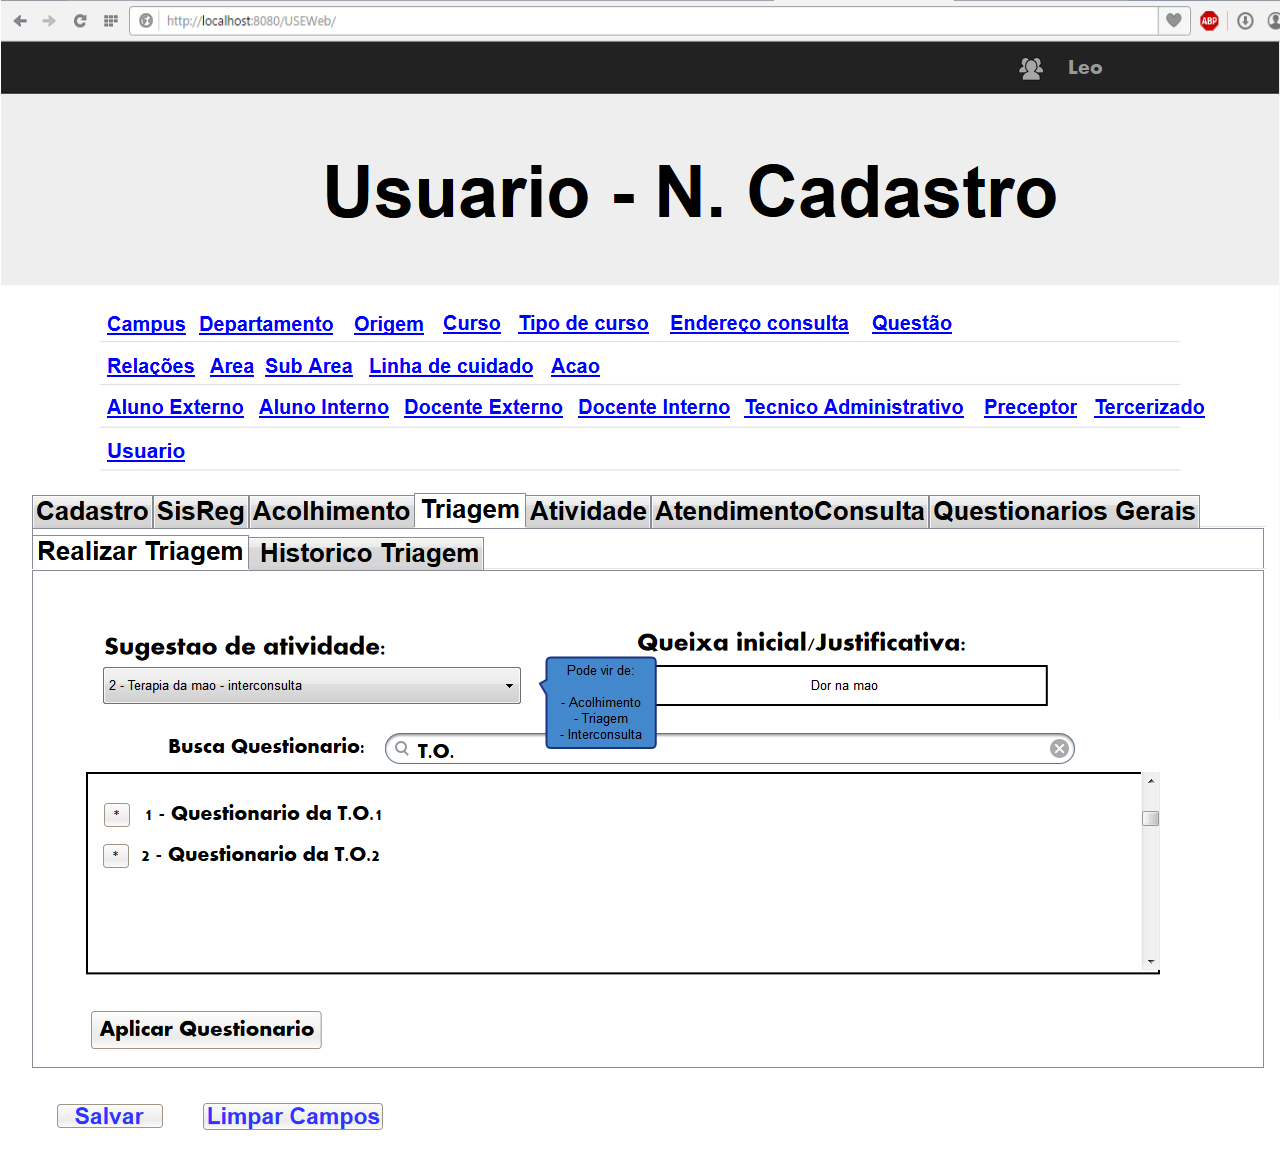 http://localhost:8080/USEWeb/
ABP
Leo
Usuario - N. Cadastro
Campus Departamento Origem Curso Tipo de curso Endereço consulta Questão
Relações Area Sub Area Linha de cuidado Acao
Aluno Externo Aluno Interno Docente Externo Docente Interno Tecnico Administrativo Preceptor Tercerizado
Usuario
Cadastro SisReg Acolhimento Triagem Atividade AtendimentoConsulta Questionarios Gerais
Realizar Triagem Historico Triagem
Sugestao de atividade: Queixa inicial/Justificativa:
2 - Terapia da mao - interconsulta
Pode vir de:
- Acolhimento
- Triagem
- Interconsulta
Dor na mao
Busca Questionario: T.O.
* 1 - Questionario da T.O.1
* 2 - Questionario da T.O.2
Aplicar Questionario
Salvar Limpar Campos